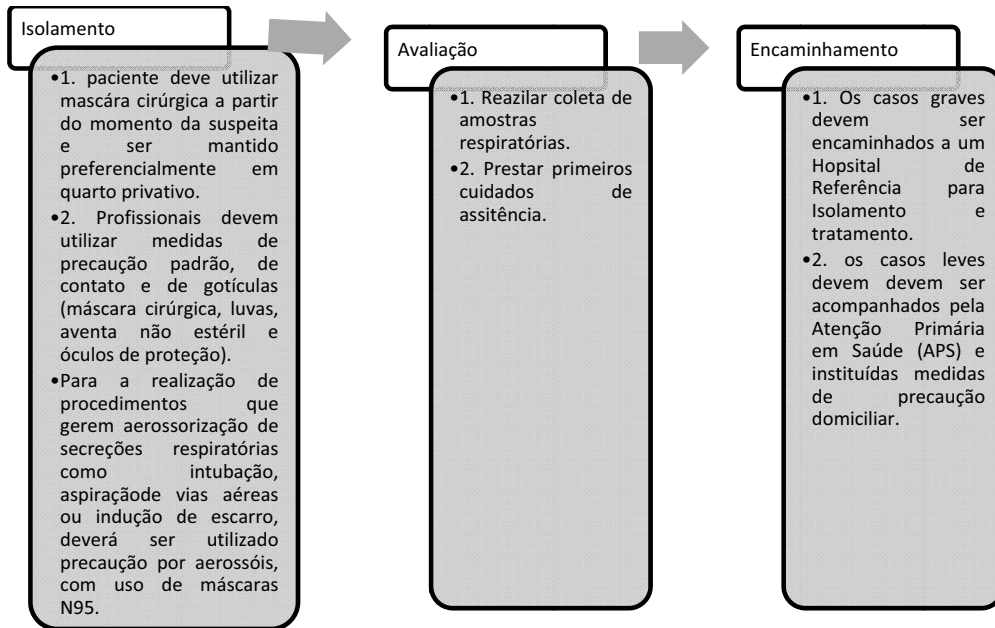 Isolamento
•1. paciente deve utilizar
mascára cirúrgica a partir
do momento da suspeita
e ser mantido
preferencialmente em
quarto privativo.
•2. Profissionais devem
utilizar medidas de
precaução padrão, de
contato e de gotículas
(máscara cirúrgica, luvas,
aventa não estéril e
óculos de proteção).
•Para a realização de
procedimentos que
gerem aerossorização de
secreções respiratórias
como intubação,
aspiraçãode vias aéreas
ou indução de escarro,
deverá ser utilizado
precaução por aerossóis,
com uso de máscaras
N95.
Avaliação
•1. Reazilar coleta de
amostras
respiratórias.
•2. Prestar primeiros
cuidados de
assitência.
Encaminhamento
•1. Os casos graves
devem ser
encaminhados a um
Hopsital de
Referência para
Isolamento e
tratamento.
•2. os casos leves
devem devem ser
acompanhados pela
Atenção Primária
em Saúde (APS) e
instituídas medidas
de precaução
domiciliar.